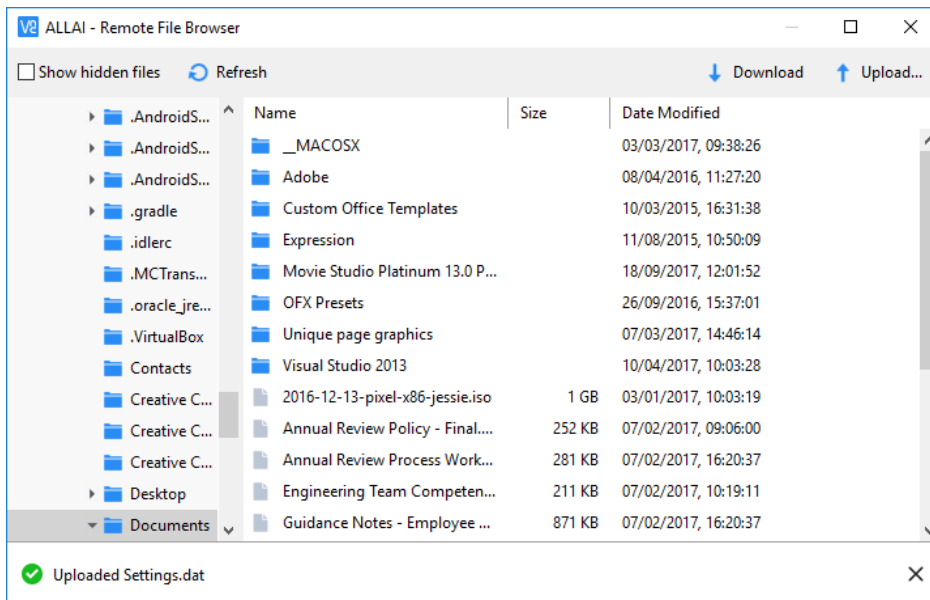 V2 ALLAI - Remote File Browser
Show hidden files Refresh Download Upload...
.AndroidS...
.AndroidS...
.AndroidS...
.gradle
.idlerc
.MCTrans...
.oracle_jre...
.VirtualBox
Contacts
Creative C...
Creative C...
Creative C...
Desktop
Documents
Name Size Date Modified
__MACOSX 03/03/2017, 09:38:26
Adobe 08/04/2016, 11:27:20
Custom Office Templates 10/03/2015, 16:31:38
Expression 11/08/2015, 10:50:09
Movie Studio Platinum 13.0 P... 18/09/2017, 12:01:52
OFX Presets 26/09/2016, 15:37:01
Unique page graphics 07/03/2017, 14:46:14
Visual Studio 2013 10/04/2017, 10:03:28
2016-12-13-pixel-x86-jessie.iso 1 GB 03/01/2017, 10:03:19
Annual Review Policy - Final.... 252 KB 07/02/2017, 09:06:00
Annual Review Process Work... 281 KB 07/02/2017, 16:20:37
Engineering Team Competen... 211 KB 07/02/2017, 10:19:11
Guidance Notes - Employee ... 871 KB 07/02/2017, 16:20:37
Uploaded Settings.dat